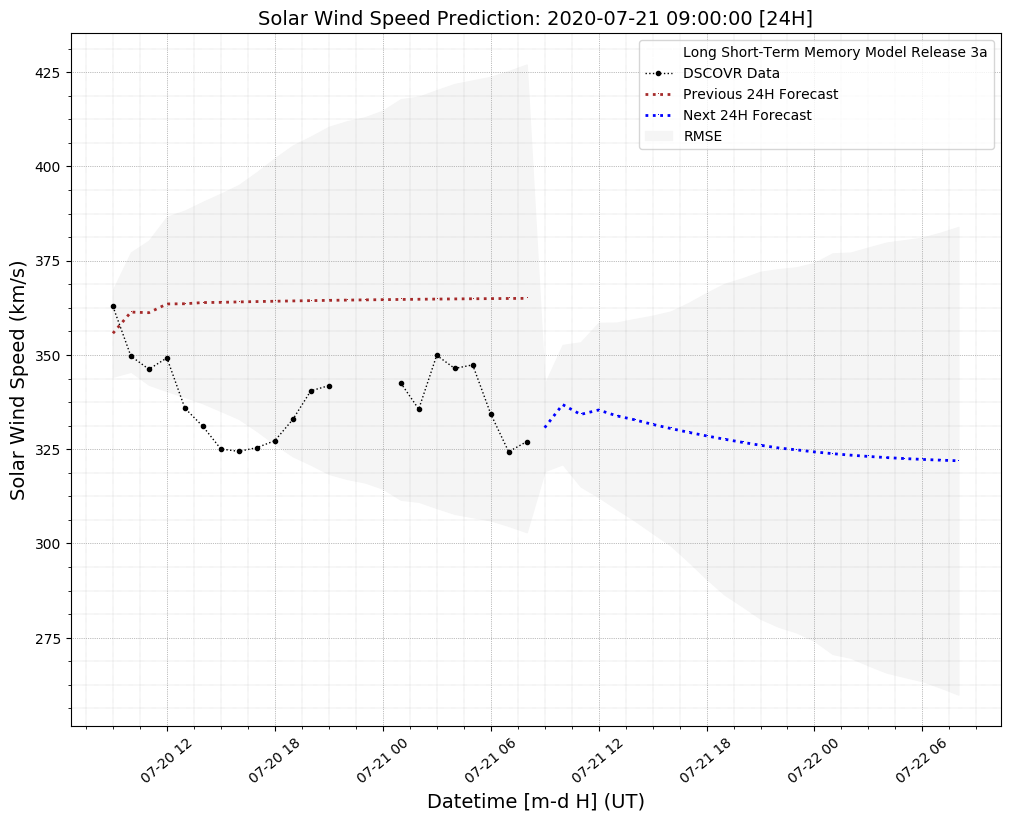 Solar Wind Speed Prediction: 2020-07-21 09:00:00 [24H]
Long Short-Term Memory Model Release 3a
DSCOVR Data
Previous 24H Forecast
Next 24H Forecast
RMSE
Solar Wind Speed (km/s)
425
400
375
350
325
300
275
07-20 12
07-20 18
07-21 00
07-21 06
07-21 12
07-21 18
07-22 00
07-22 06
Datetime [m-d H] (UT)